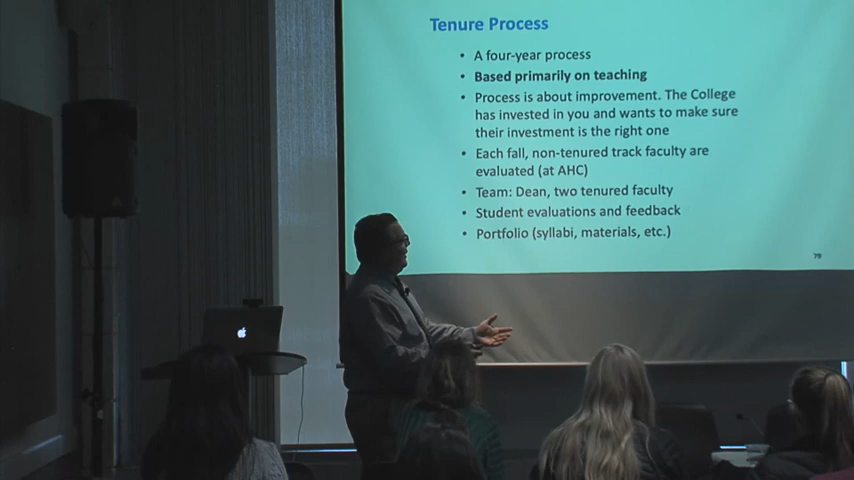 Tenure Process
• A four-year process
• Based primarily on teaching
• Process is about improvement. The College
has invested in you and wants to make sure
their investment is the right one
• Each fall, non-tenured track faculty are
evaluated (at AHC)
• Team: Dean, two tenured faculty
• Student evaluations and feedback
• Portfolio (syllabi, materials, etc.)
79